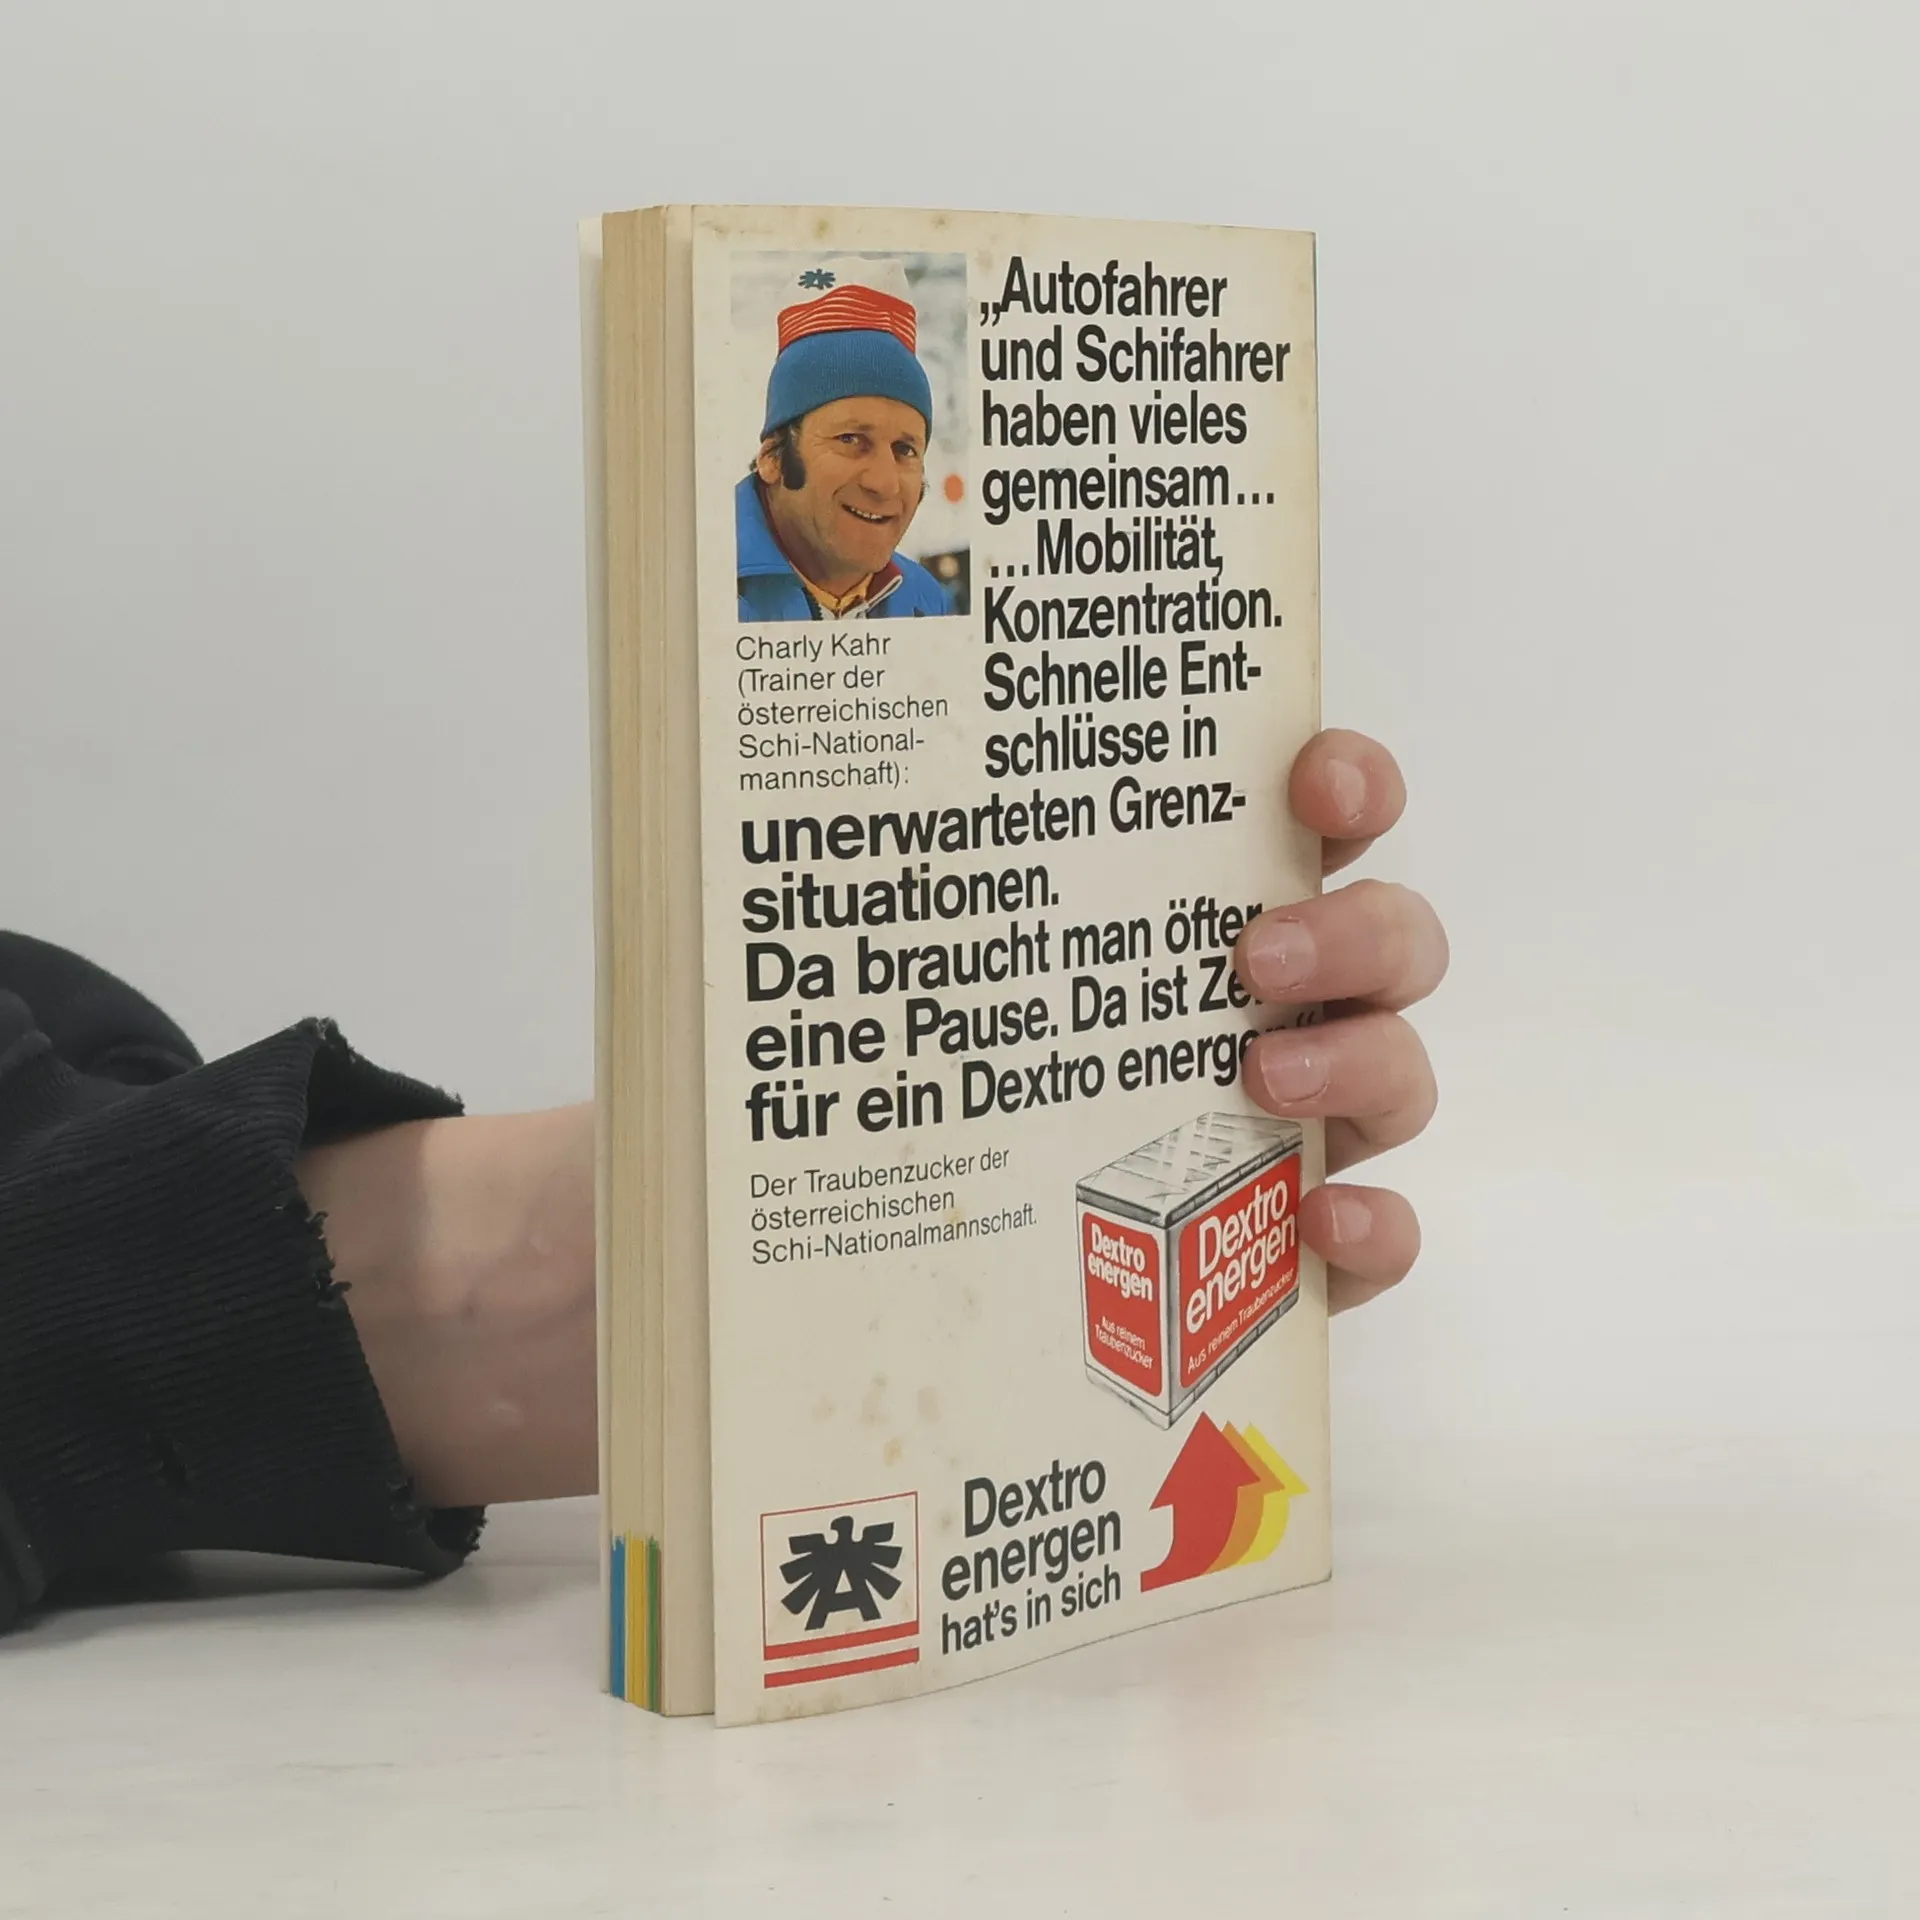 „Autofahrer
und Schifahrer
haben vieles
gemeinsam...
...Mobilität,
Konzentration.
Schnelle Ent-
schlüsse in
unerwarteten Grenz-
situationen.
Da braucht man öfter
eine Pause. Da ist
für ein Dextro energen“
Charly Kahr
(Trainer der
österreichischen
Schi-National-
mannschaft):
Der Traubenzucker der
österreichischen
Schi-Nationalmannschaft.
Dextro
energen
Aus reinem
Traubenzucker
Dextro
energen
Aus reinem Traubenzucker
A
Dextro
energen
hat's in sich